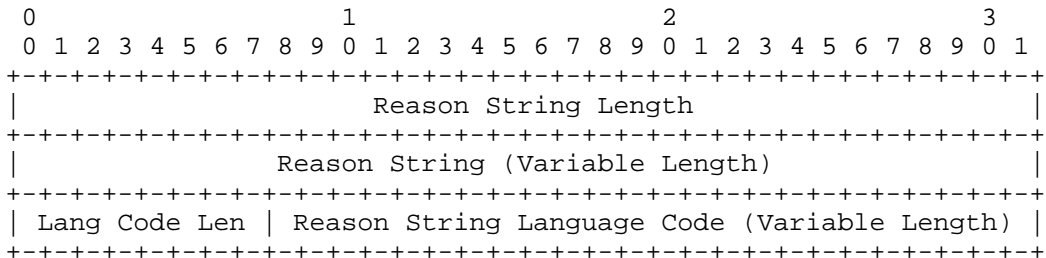 0                   1                   2                   3
 0 1 2 3 4 5 6 7 8 9 0 1 2 3 4 5 6 7 8 9 0 1 2 3 4 5 6 7 8 9 0 1
+-+-+-+-+-+-+-+-+-+-+-+-+-+-+-+-+-+-+-+-+-+-+-+-+-+-+-+-+-+-+-+-+
|                      Reason String Length                     |
+-+-+-+-+-+-+-+-+-+-+-+-+-+-+-+-+-+-+-+-+-+-+-+-+-+-+-+-+-+-+-+-+
|                Reason String (Variable Length)                |
+-+-+-+-+-+-+-+-+-+-+-+-+-+-+-+-+-+-+-+-+-+-+-+-+-+-+-+-+-+-+-+-+
| Lang Code Len | Reason String Language Code (Variable Length) |
+-+-+-+-+-+-+-+-+-+-+-+-+-+-+-+-+-+-+-+-+-+-+-+-+-+-+-+-+-+-+-+-+